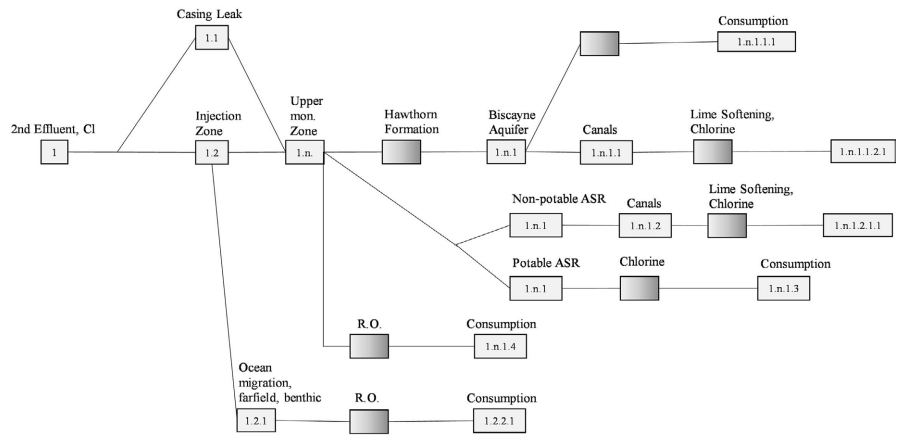 Casing Leak
1.1
Consumption
1.n.1.1.1
2nd Effluent, Cl
1
Injection
Zone
1.2
Upper
mon.
Zone
1.n.
Hawthorn
Formation
Biscayne
Aquifer
1.n.1
Canals
1.n.1.1
Lime Softening,
Chlorine
1.n.1.1.2.1
Non-potable ASR
1.n.1
Canals
1.n.1.2
Lime Softening,
Chlorine
1.n.1.2.1.1
Potable ASR
1.n.1
Chlorine
Consumption
1.n.1.3
R.O.
Consumption
1.n.1.4
Ocean
migration,
farfield, benthic
1.2.1
R.O.
Consumption
1.2.2.1